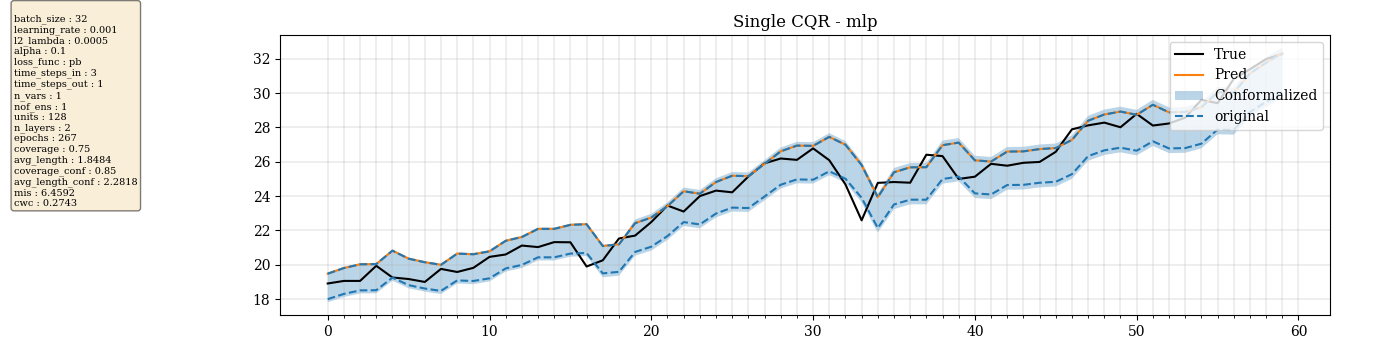 batch_size : 32
learning_rate : 0.001
l2_lambda : 0.0005
alpha : 0.1
loss_func : pb
time_steps_in : 3
time_steps_out : 1
n_vars : 1
nof_ens : 1
units : 128
n_layers : 2
epochs : 267
coverage : 0.75
avg_length : 1.8484
coverage_conf : 0.85
avg_length_conf : 2.2818
mis : 6.4592
cwc : 0.2743
Single CQR - mlp
32
30
28
26
24
22
20
18
True
Pred
Conformalized
original
0 10 20 30 40 50 60